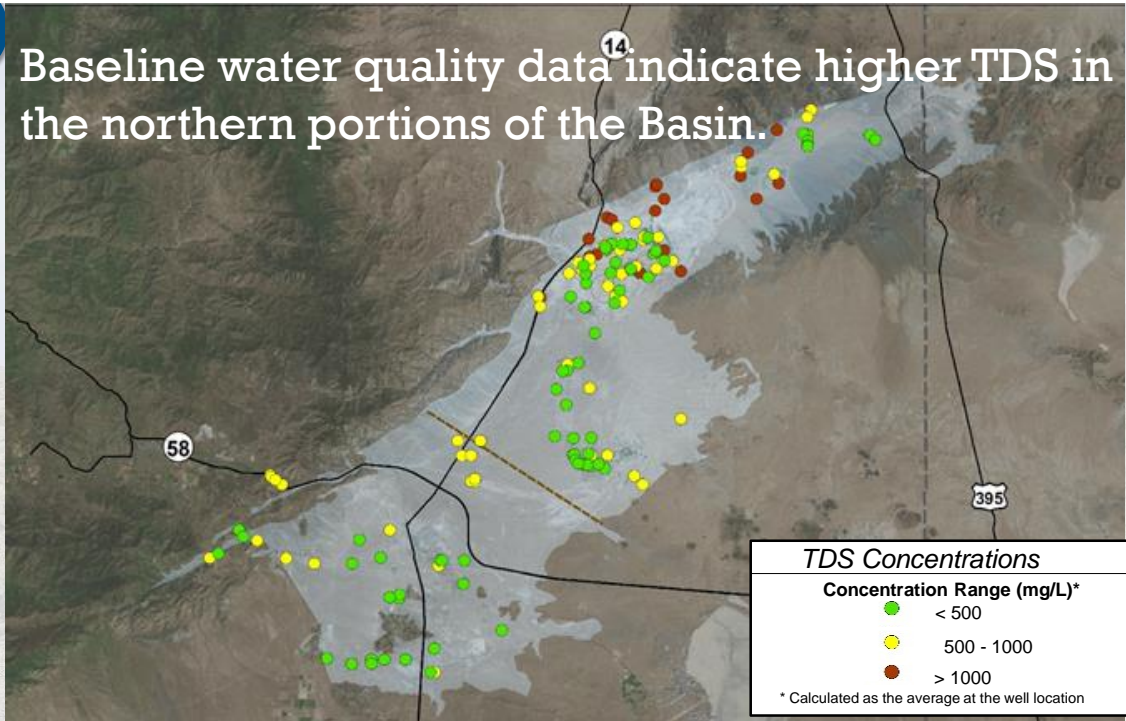 14
Baseline water quality data indicate higher TDS in
the northern portions of the Basin.
58
395
TDS Concentrations
Concentration Range (mg/L)*
< 500
500 - 1000
> 1000
* Calculated as the average at the well location